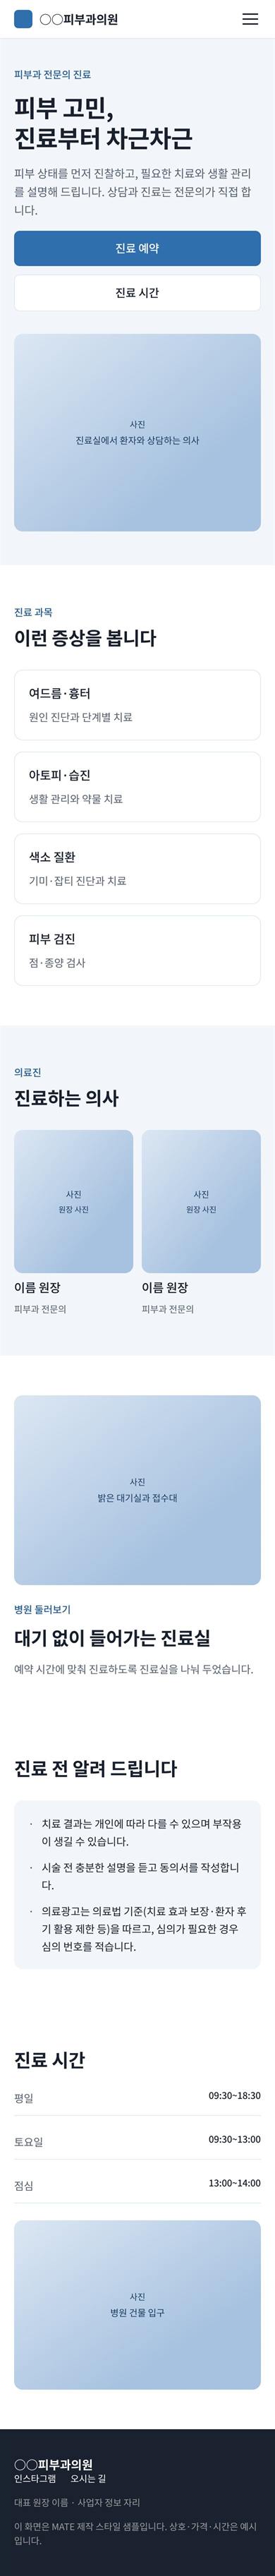 ○○피부과의원
피부과 전문의 진료
피부 고민,
진료부터 차근차근
피부 상태를 먼저 진찰하고, 필요한 치료와 생활 관리
를 설명해 드립니다. 상담과 진료는 전문의가 직접 합
니다.
진료 예약
진료 시간
사진
진료실에서 환자와 상담하는 의사
진료 과목
이런 증상을 봅니다
여드름·흉터
원인 진단과 단계별 치료
아토피·습진
생활 관리와 약물 치료
색소 질환
기미·잡티 진단과 치료
피부 검진
점·종양 검사
의료진
진료하는 의사
사진
원장 사진
이름 원장
피부과 전문의
사진
원장 사진
이름 원장
피부과 전문의
사진
밝은 대기실과 접수대
병원 둘러보기
대기 없이 들어가는 진료실
예약 시간에 맞춰 진료하도록 진료실을 나눠 두었습니다.
진료 전 알려 드립니다
· 치료 결과는 개인에 따라 다를 수 있으며 부작용
이 생길 수 있습니다.
· 시술 전 충분한 설명을 듣고 동의서를 작성합니
다.
· 의료광고는 의료법 기준(치료 효과 보장·환자 후
기 활용 제한 등)을 따르고, 심의가 필요한 경우
심의 번호를 적습니다.
진료 시간
평일 09:30~18:30
토요일 09:30~13:00
점심 13:00~14:00
사진
병원 건물 입구
○○피부과의원
인스타그램 오시는 길
대표 원장 이름 · 사업자 정보 자리
이 화면은 MATE 제작 스타일 샘플입니다. 상호·가격·시간은 예시
입니다.